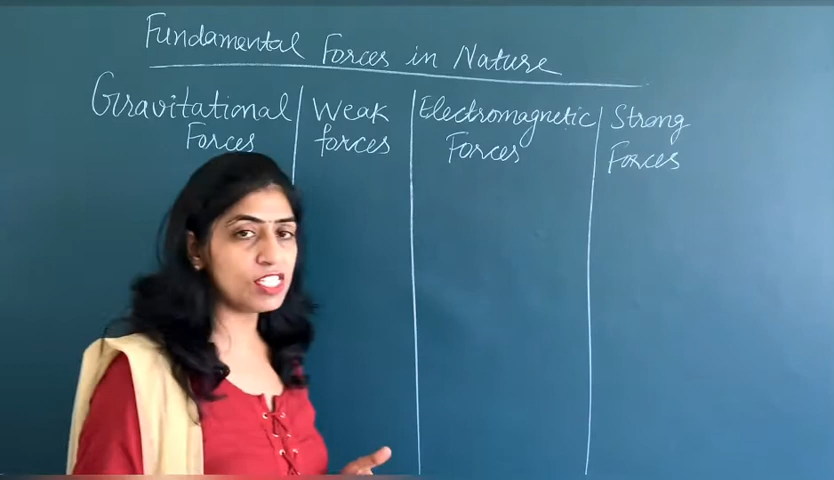 Fundamental Forces in Nature
Gravitational Forces
Weak forces
Electromagnetic Forces
Strong Forces